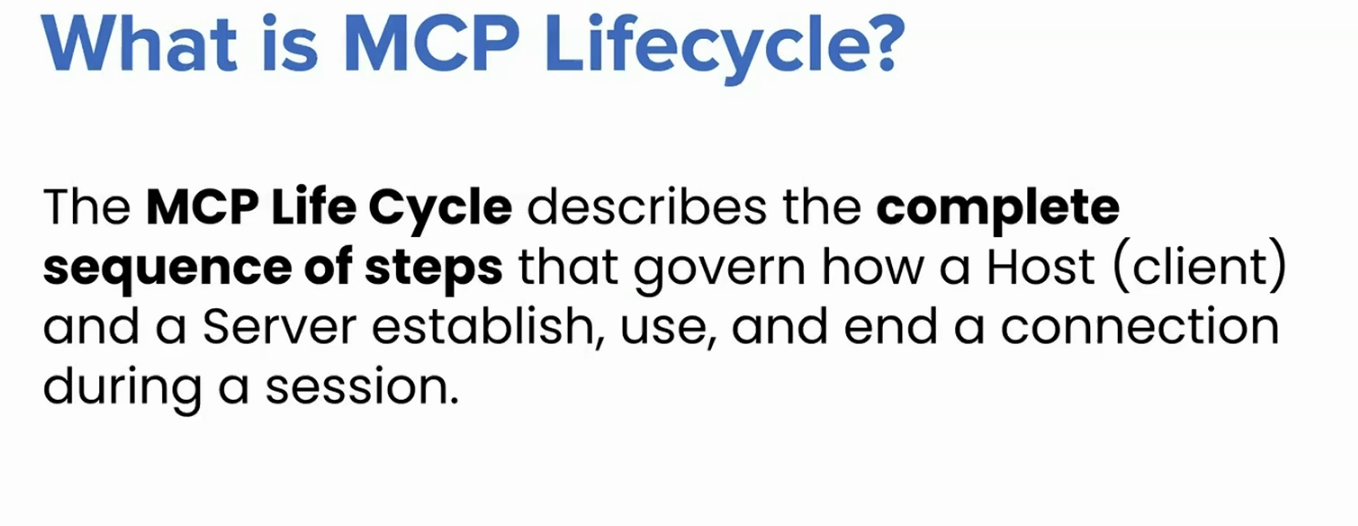 What is MCP Lifecycle?
The MCP Life Cycle describes the complete
sequence of steps that govern how a Host (client)
and a Server establish, use, and end a connection
during a session.